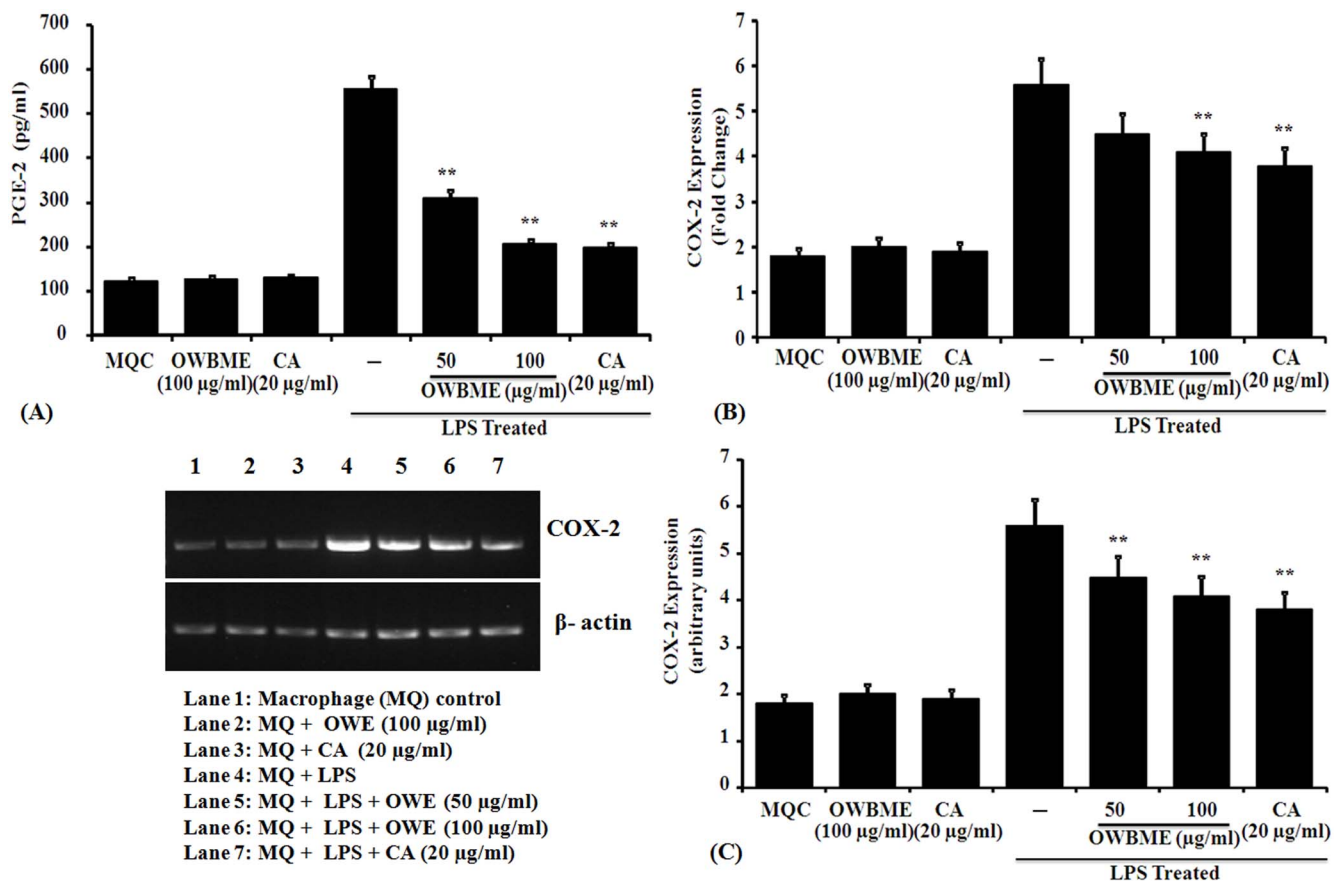 700
600
500
400
300
200
100
0
PGE-2 (pg/ml)
** ** **
MQC OWBME CA – 50 100 CA
(100 µg/ml) (20 µg/ml) OWBME (µg/ml) (20 µg/ml)
LPS Treated
(A)
7
6
5
4
3
2
1
0
COX-2 Expression
(Fold Change)
** **
MQC OWBME CA – 50 100 CA
(100 µg/ml) (20 µg/ml) OWBME (µg/ml) (20 µg/ml)
LPS Treated
(B)
1 2 3 4 5 6 7
COX-2
β- actin
Lane 1: Macrophage (MQ) control
Lane 2: MQ + OWE (100 µg/ml)
Lane 3: MQ + CA (20 µg/ml)
Lane 4: MQ + LPS
Lane 5: MQ + LPS + OWE (50 µg/ml)
Lane 6: MQ + LPS + OWE (100 µg/ml)
Lane 7: MQ + LPS + CA (20 µg/ml)
7
6
5
4
3
2
1
0
COX-2 Expression
(arbitrary units)
** ** **
MQC OWBME CA – 50 100 CA
(100 µg/ml) (20 µg/ml) OWBME (µg/ml) (20 µg/ml)
LPS Treated
(C)